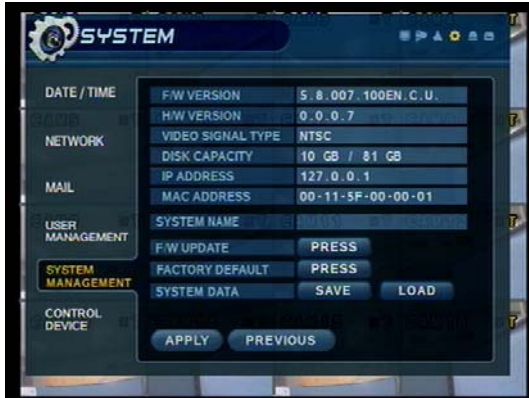 SYSTEM
DATE / TIME
NETWORK
MAIL
USER
MANAGEMENT
SYSTEM
MANAGEMENT
CONTROL
DEVICE
F/W VERSION 5.8.007.100EN.C.U.
H/W VERSION 0.0.0.7
VIDEO SIGNAL TYPE NTSC
DISK CAPACITY 10 GB / 81 GB
IP ADDRESS 127.0.0.1
MAC ADDRESS 00-11-5F-00-00-01
SYSTEM NAME
F/W UPDATE PRESS
FACTORY DEFAULT PRESS
SYSTEM DATA SAVE LOAD
APPLY PREVIOUS